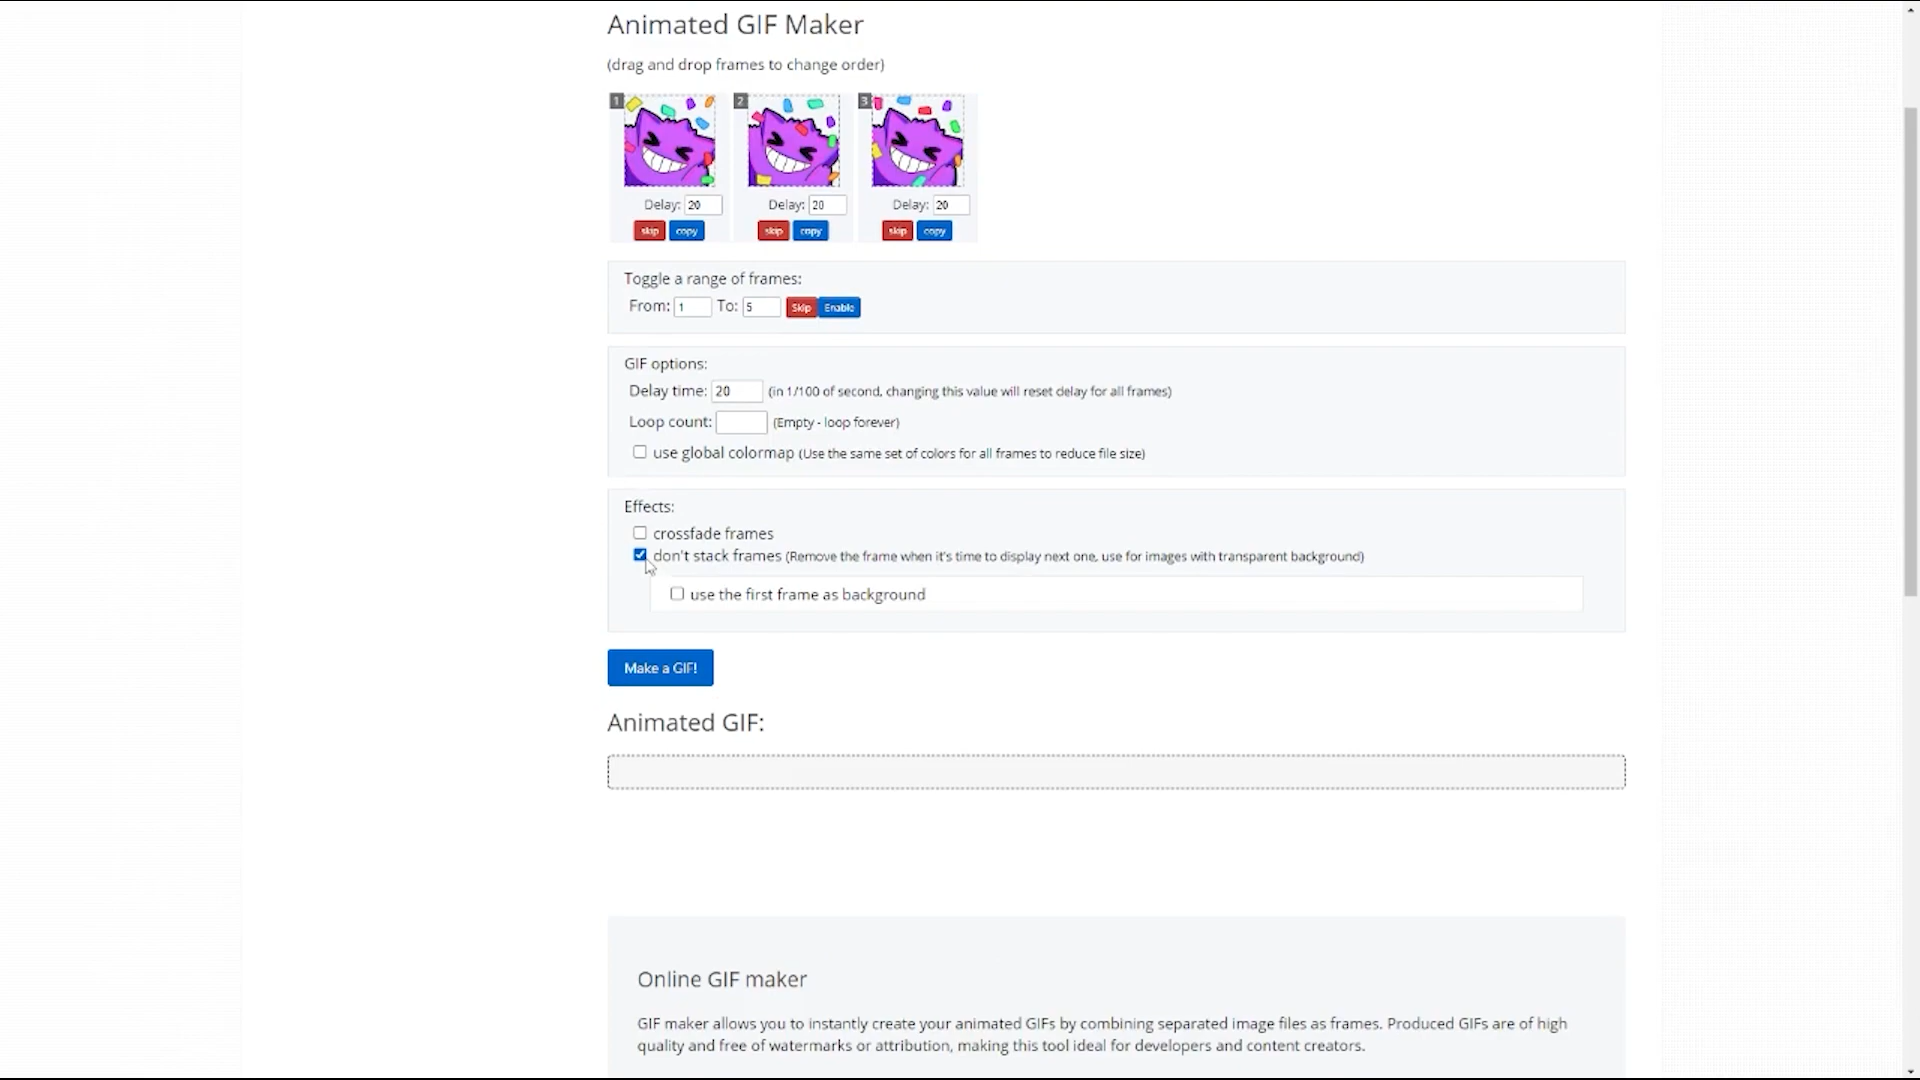 Animated GIF Maker
(drag and drop frames to change order)
1 2 3
Delay: 20 Delay: 20 Delay: 20
skip copy skip copy skip copy
Toggle a range of frames:
From: 1 To: 5 Skip Enable
GIF options:
Delay time: 20 (in 1/100 of second, changing this value will reset delay for all frames)
Loop count: (Empty - loop forever)
use global colormap (Use the same set of colors for all frames to reduce file size)
Effects:
crossfade frames
don't stack frames (Remove the frame when it's time to display next one, use for images with transparent background)
use the first frame as background
Make a GIF!
Animated GIF:
Online GIF maker
GIF maker allows you to instantly create your animated GIFs by combining separated image files as frames. Produced GIFs are of high
quality and free of watermarks or attribution, making this tool ideal for developers and content creators.